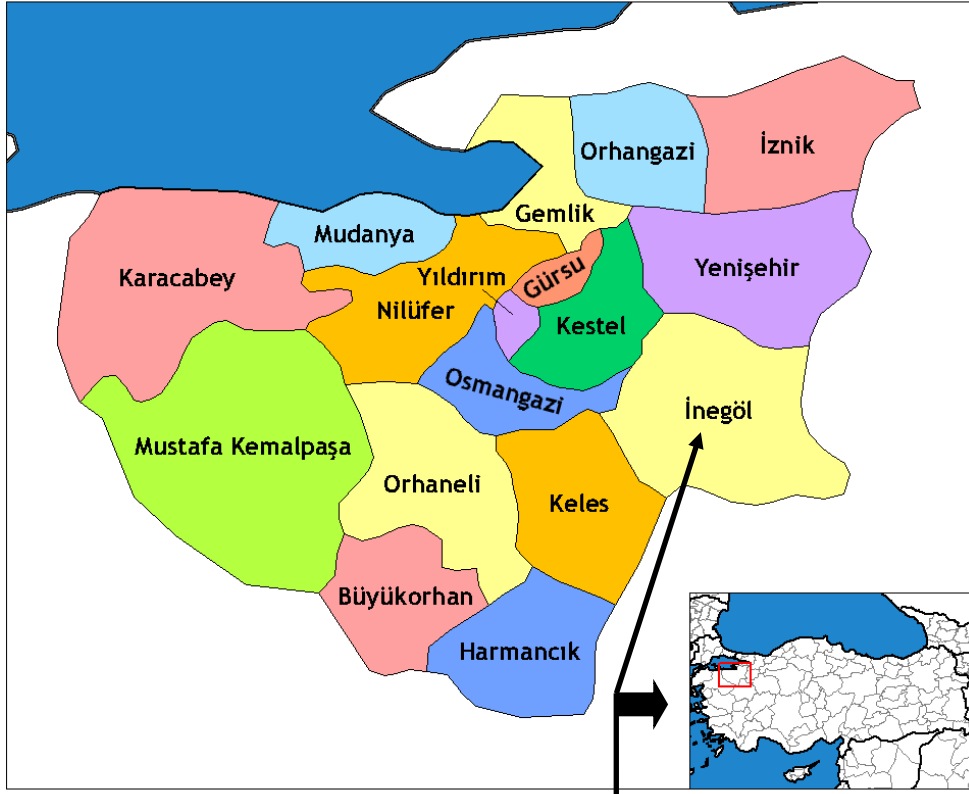 Orhangazi
İznik
Gemlik
Mudanya
Karacabey
Yıldırım
Gürsu
Yenişehir
Nilüfer
Kestel
Osmangazi
İnegöl
Mustafa Kemalpaşa
Orhaneli
Keles
Büyükorhan
Harmancık